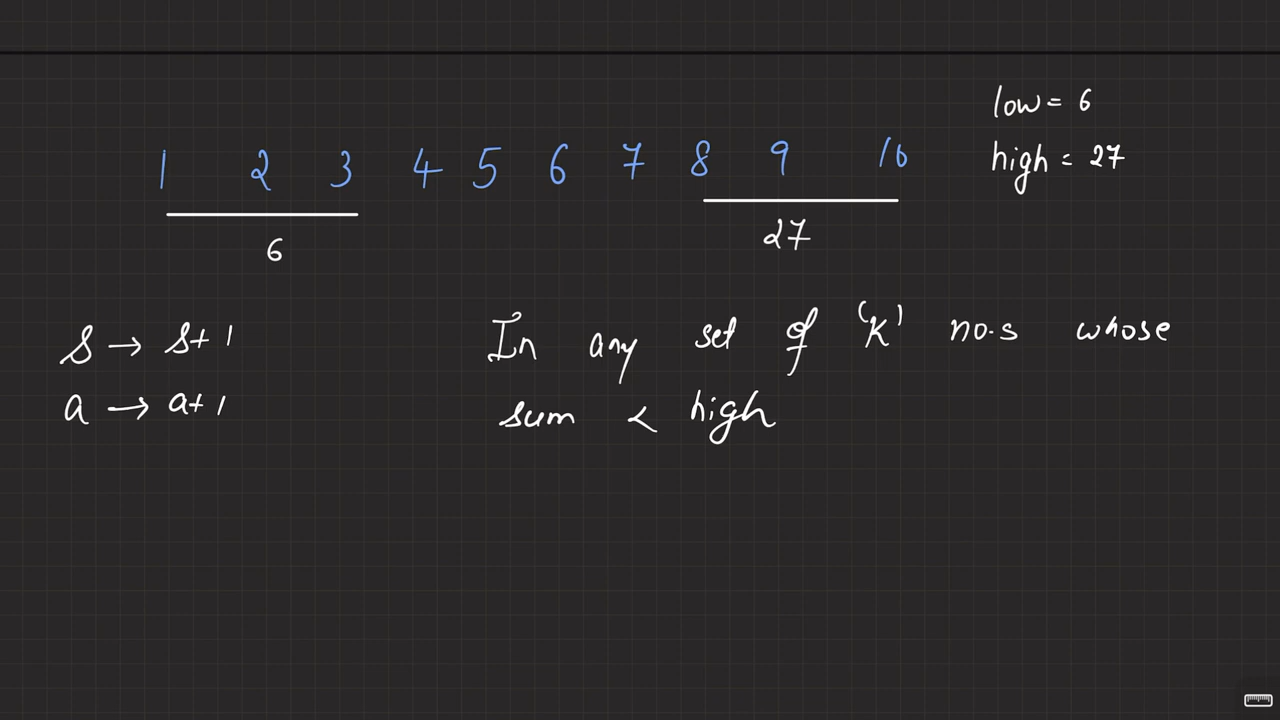 low = 6
high = 27
1 2 3 4 5 6 7 8 9 10
6
27
s → s+1
a → a+1
In any set of 'K' no.s whose
sum < high